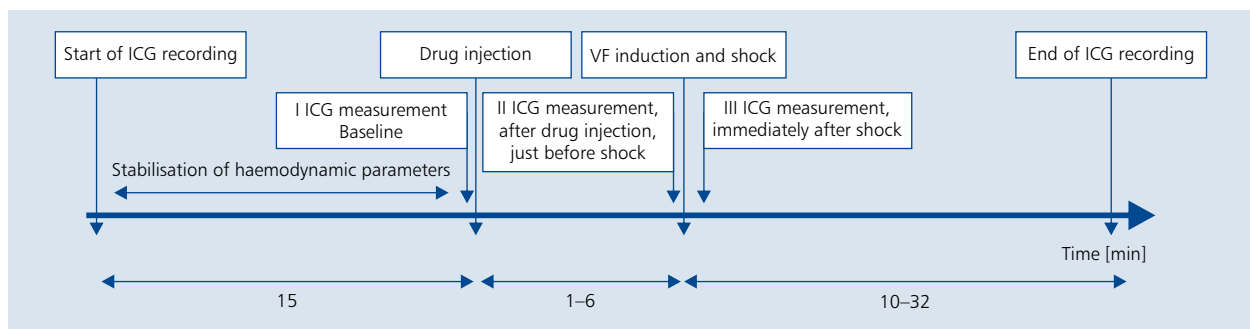 Start of ICG recording
Drug injection
VF induction and shock
End of ICG recording
I ICG measurement
Baseline
II ICG measurement,
after drug injection,
just before shock
III ICG measurement,
immediately after shock
Stabilisation of haemodynamic parameters
Time [min]
15
1–6
10–32